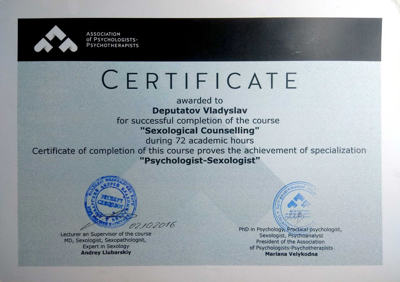 ASSOCIATION
OF PSYCHOLOGISTS-
PSYCHOTHERAPISTS
CERTIFICATE
awarded to
Deputatov Vladyslav
for successful completion of the course
"Sexological Counselling"
during 72 academic hours
Certificate of completion of this course proves the achievement of specialization
"Psychologist-Sexologist"
02.10.2016
Lecturer an Supervisor of the course
MD, Sexologist, Sexopathologist,
Expert in Sexology
Andrey Liubarskiy
PhD in Psychology, Practical psychologist,
Sexologist, Psychoanalyst
President of the Association
of Psychologists-Psychotherapists
Mariana Velykodna